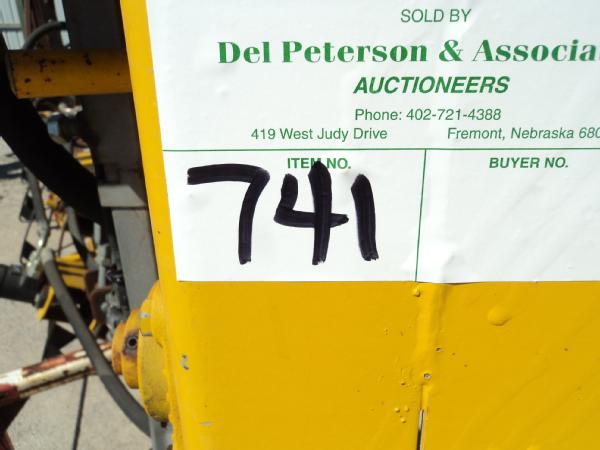 SOLD BY
Del Peterson & Associa
AUCTIONEERS
Phone: 402-721-4388
419 West Judy Drive Fremont, Nebraska 680
ITEM NO. BUYER NO.
741